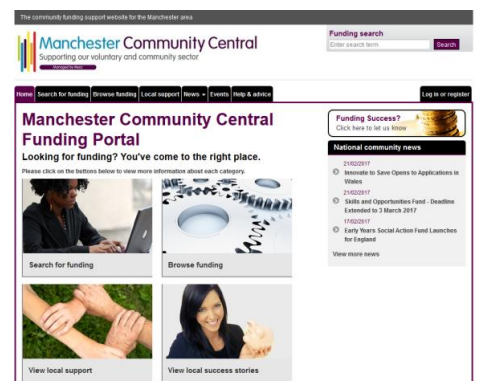 The community funding support website for the Manchester area
Manchester Community Central
Supporting our voluntary and community sector
Managed by Macc
Funding search
Enter search term
Search
Home
Search for funding
Browse funding
Local support
News
Events
Help & advice
Log in or register
Manchester Community Central
Funding Portal
Looking for funding? You've come to the right place.
Please click on the buttons below to view more information about each category.
Search for funding
Browse funding
View local support
View local success stories
Funding Success?
Click here to let us know
National community news
21/02/2017
Innovate to Save Opens to Applications in
Wales
21/02/2017
Skills and Opportunities Fund - Deadline
Extended to 3 March 2017
17/02/2017
Early Years Social Action Fund Launches
for England
View more news